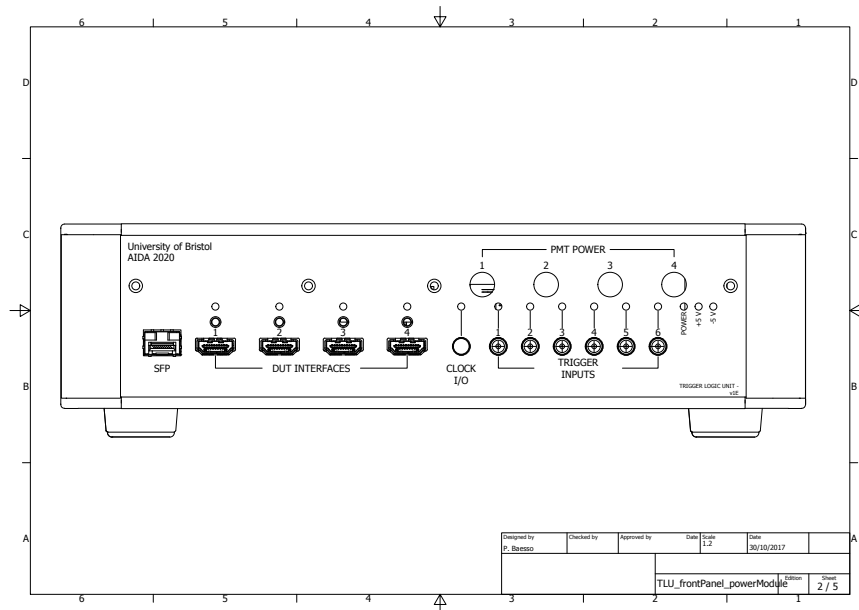 6 5 4 3 2 1
D D
University of Bristol
AIDA 2020
PMT POWER
1 2 3 4
C C
POWER
+5 V
-5 V
1 2 3 4 1 2 3 4 5 6
SFP
DUT INTERFACES
CLOCK
I/O
TRIGGER
INPUTS
TRIGGER LOGIC UNIT -
v1E
B B
A A
Designed by Checked by Approved by Date Scale Date
P. Baesso 1.2 30/10/2017
TLU_frontPanel_powerModule
Edition Sheet
2 / 5
6 5 4 3 2 1